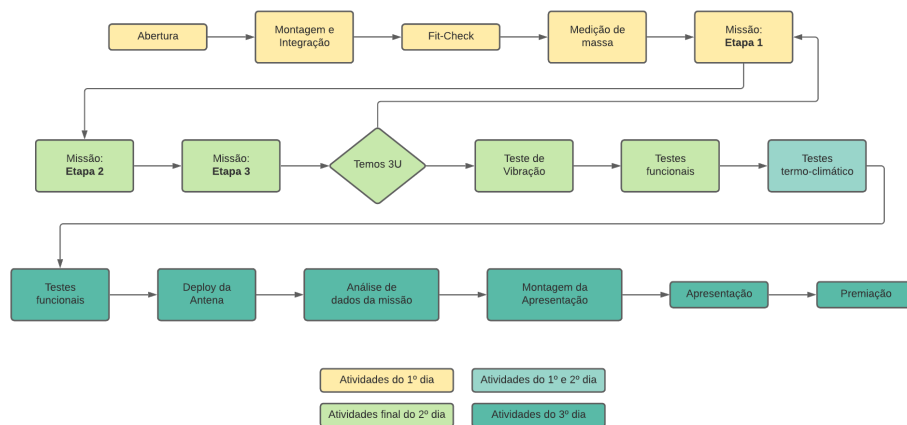 Abertura
Montagem e
Integração
Fit-Check
Medição de
massa
Missão:
Etapa 1
Missão:
Etapa 2
Missão:
Etapa 3
Temos 3U
Teste de
Vibração
Testes
funcionais
Testes
termo-climático
Testes
funcionais
Deploy da
Antena
Análise de
dados da missão
Montagem da
Apresentação
Apresentação
Premiação
Atividades do 1º dia
Atividades do 1º e 2º dia
Atividades final do 2º dia
Atividades do 3º dia